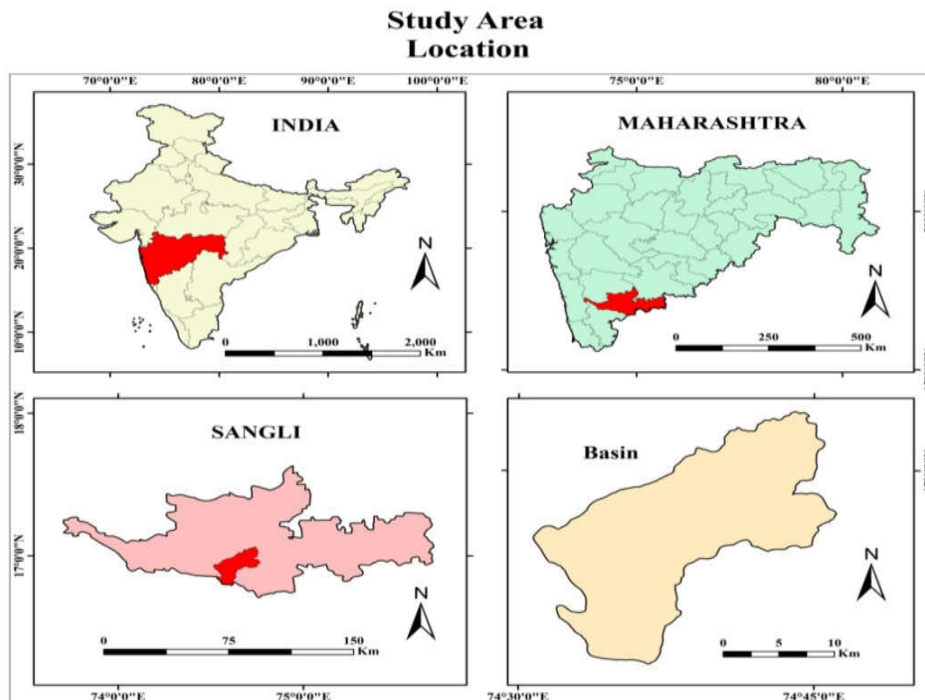 Study Area
Location
70°0'0"E 80°0'0"E 90°0'0"E 100°0'0"E
INDIA
30°0'0"N
20°0'0"N
10°0'0"N
N
0 1,000 2,000
Km
75°0'0"E 80°0'0"E
MAHARASHTRA
N
0 250 500
Km
18°0'0"N
17°0'0"N
SANGLI
N
0 75 150
Km
74°0'0"E 75°0'0"E
Basin
N
0 5 10
Km
74°30'0"E 74°45'0"E